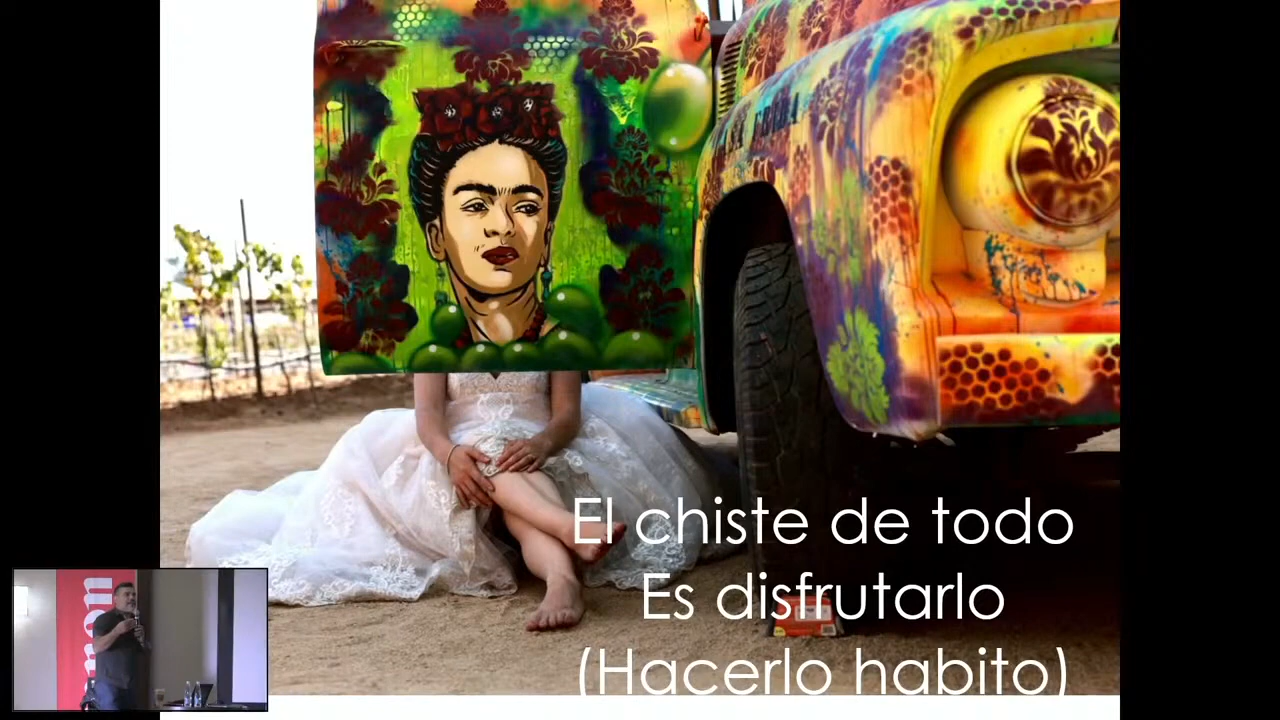 El chiste de todo
Es disfrutarlo
(Hacerlo habito)